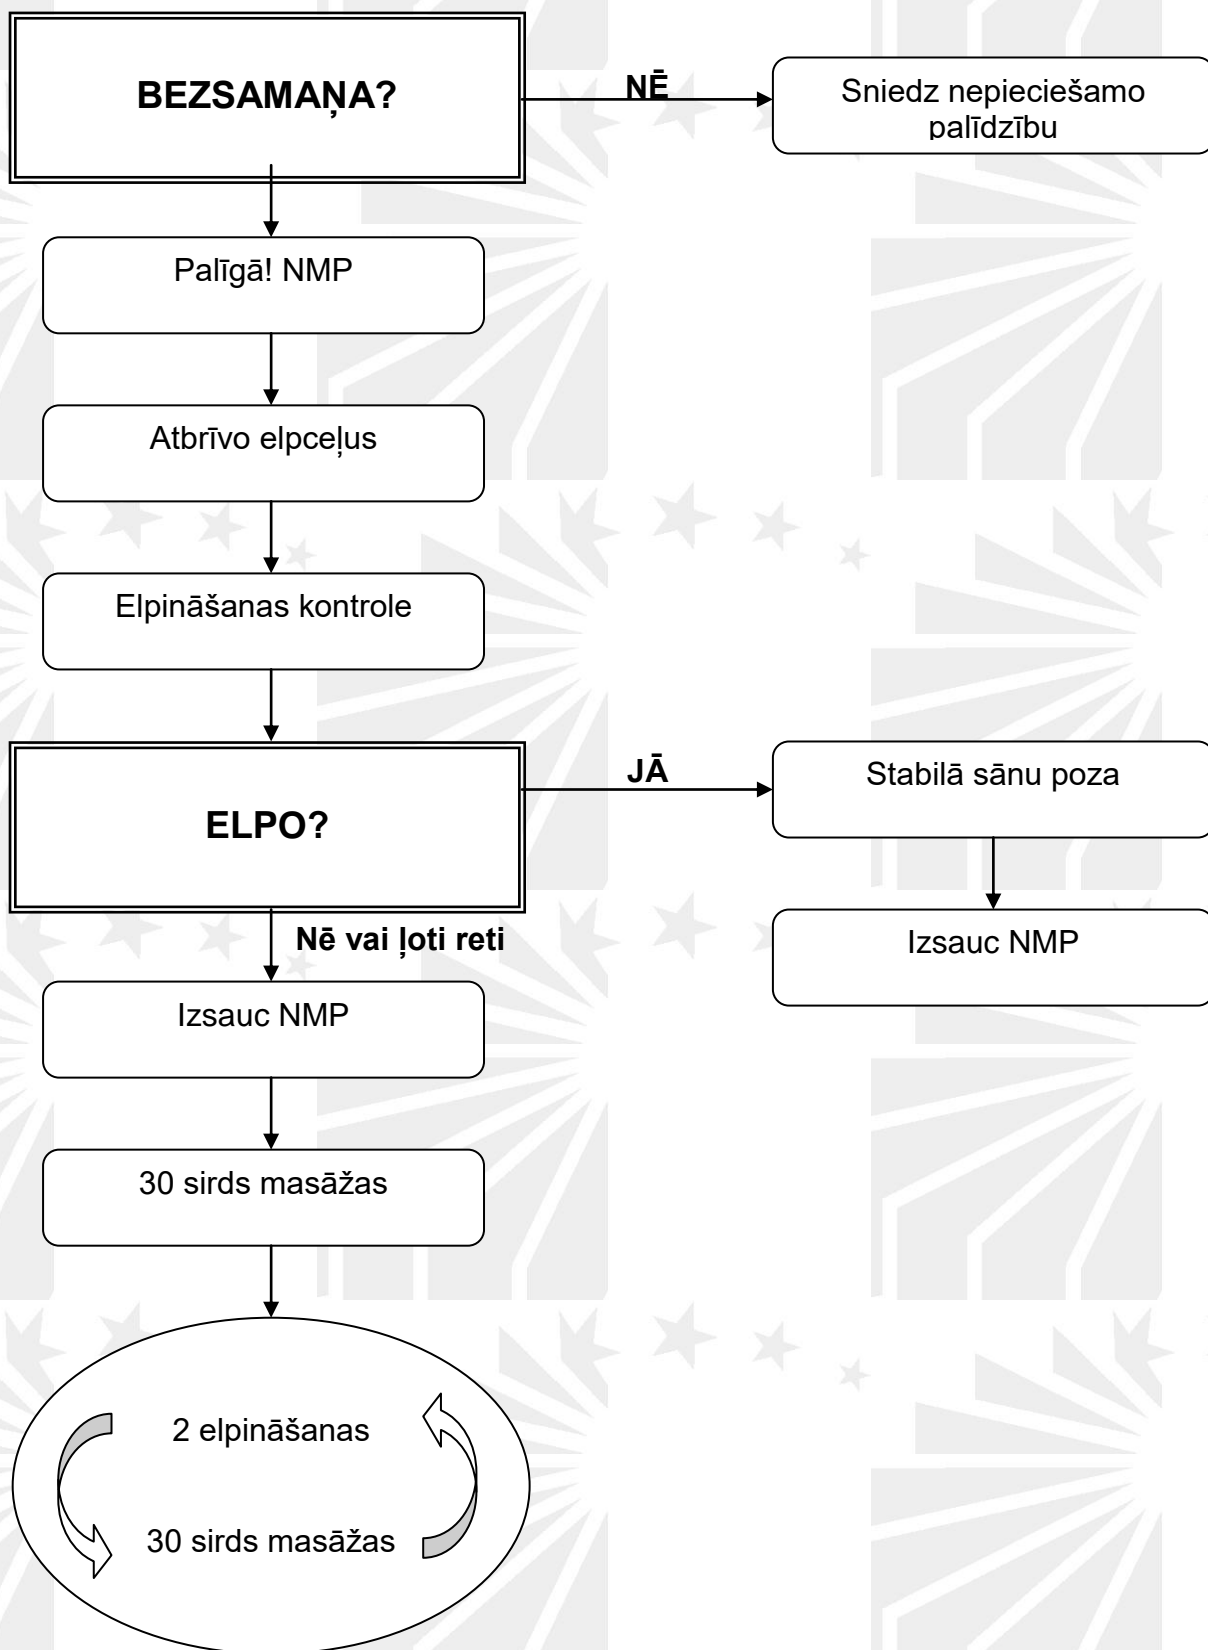 BEZSAMAŅA?
NĒ
Sniedz nepieciešamo
palīdzību
Palīgā! NMP
Atbrīvo elpceļus
Elpināšanas kontrole
ELPO?
JĀ
Stabilā sānu poza
Izsauc NMP
Nē vai ļoti reti
Izsauc NMP
30 sirds masāžas
2 elpināšanas
30 sirds masāžas